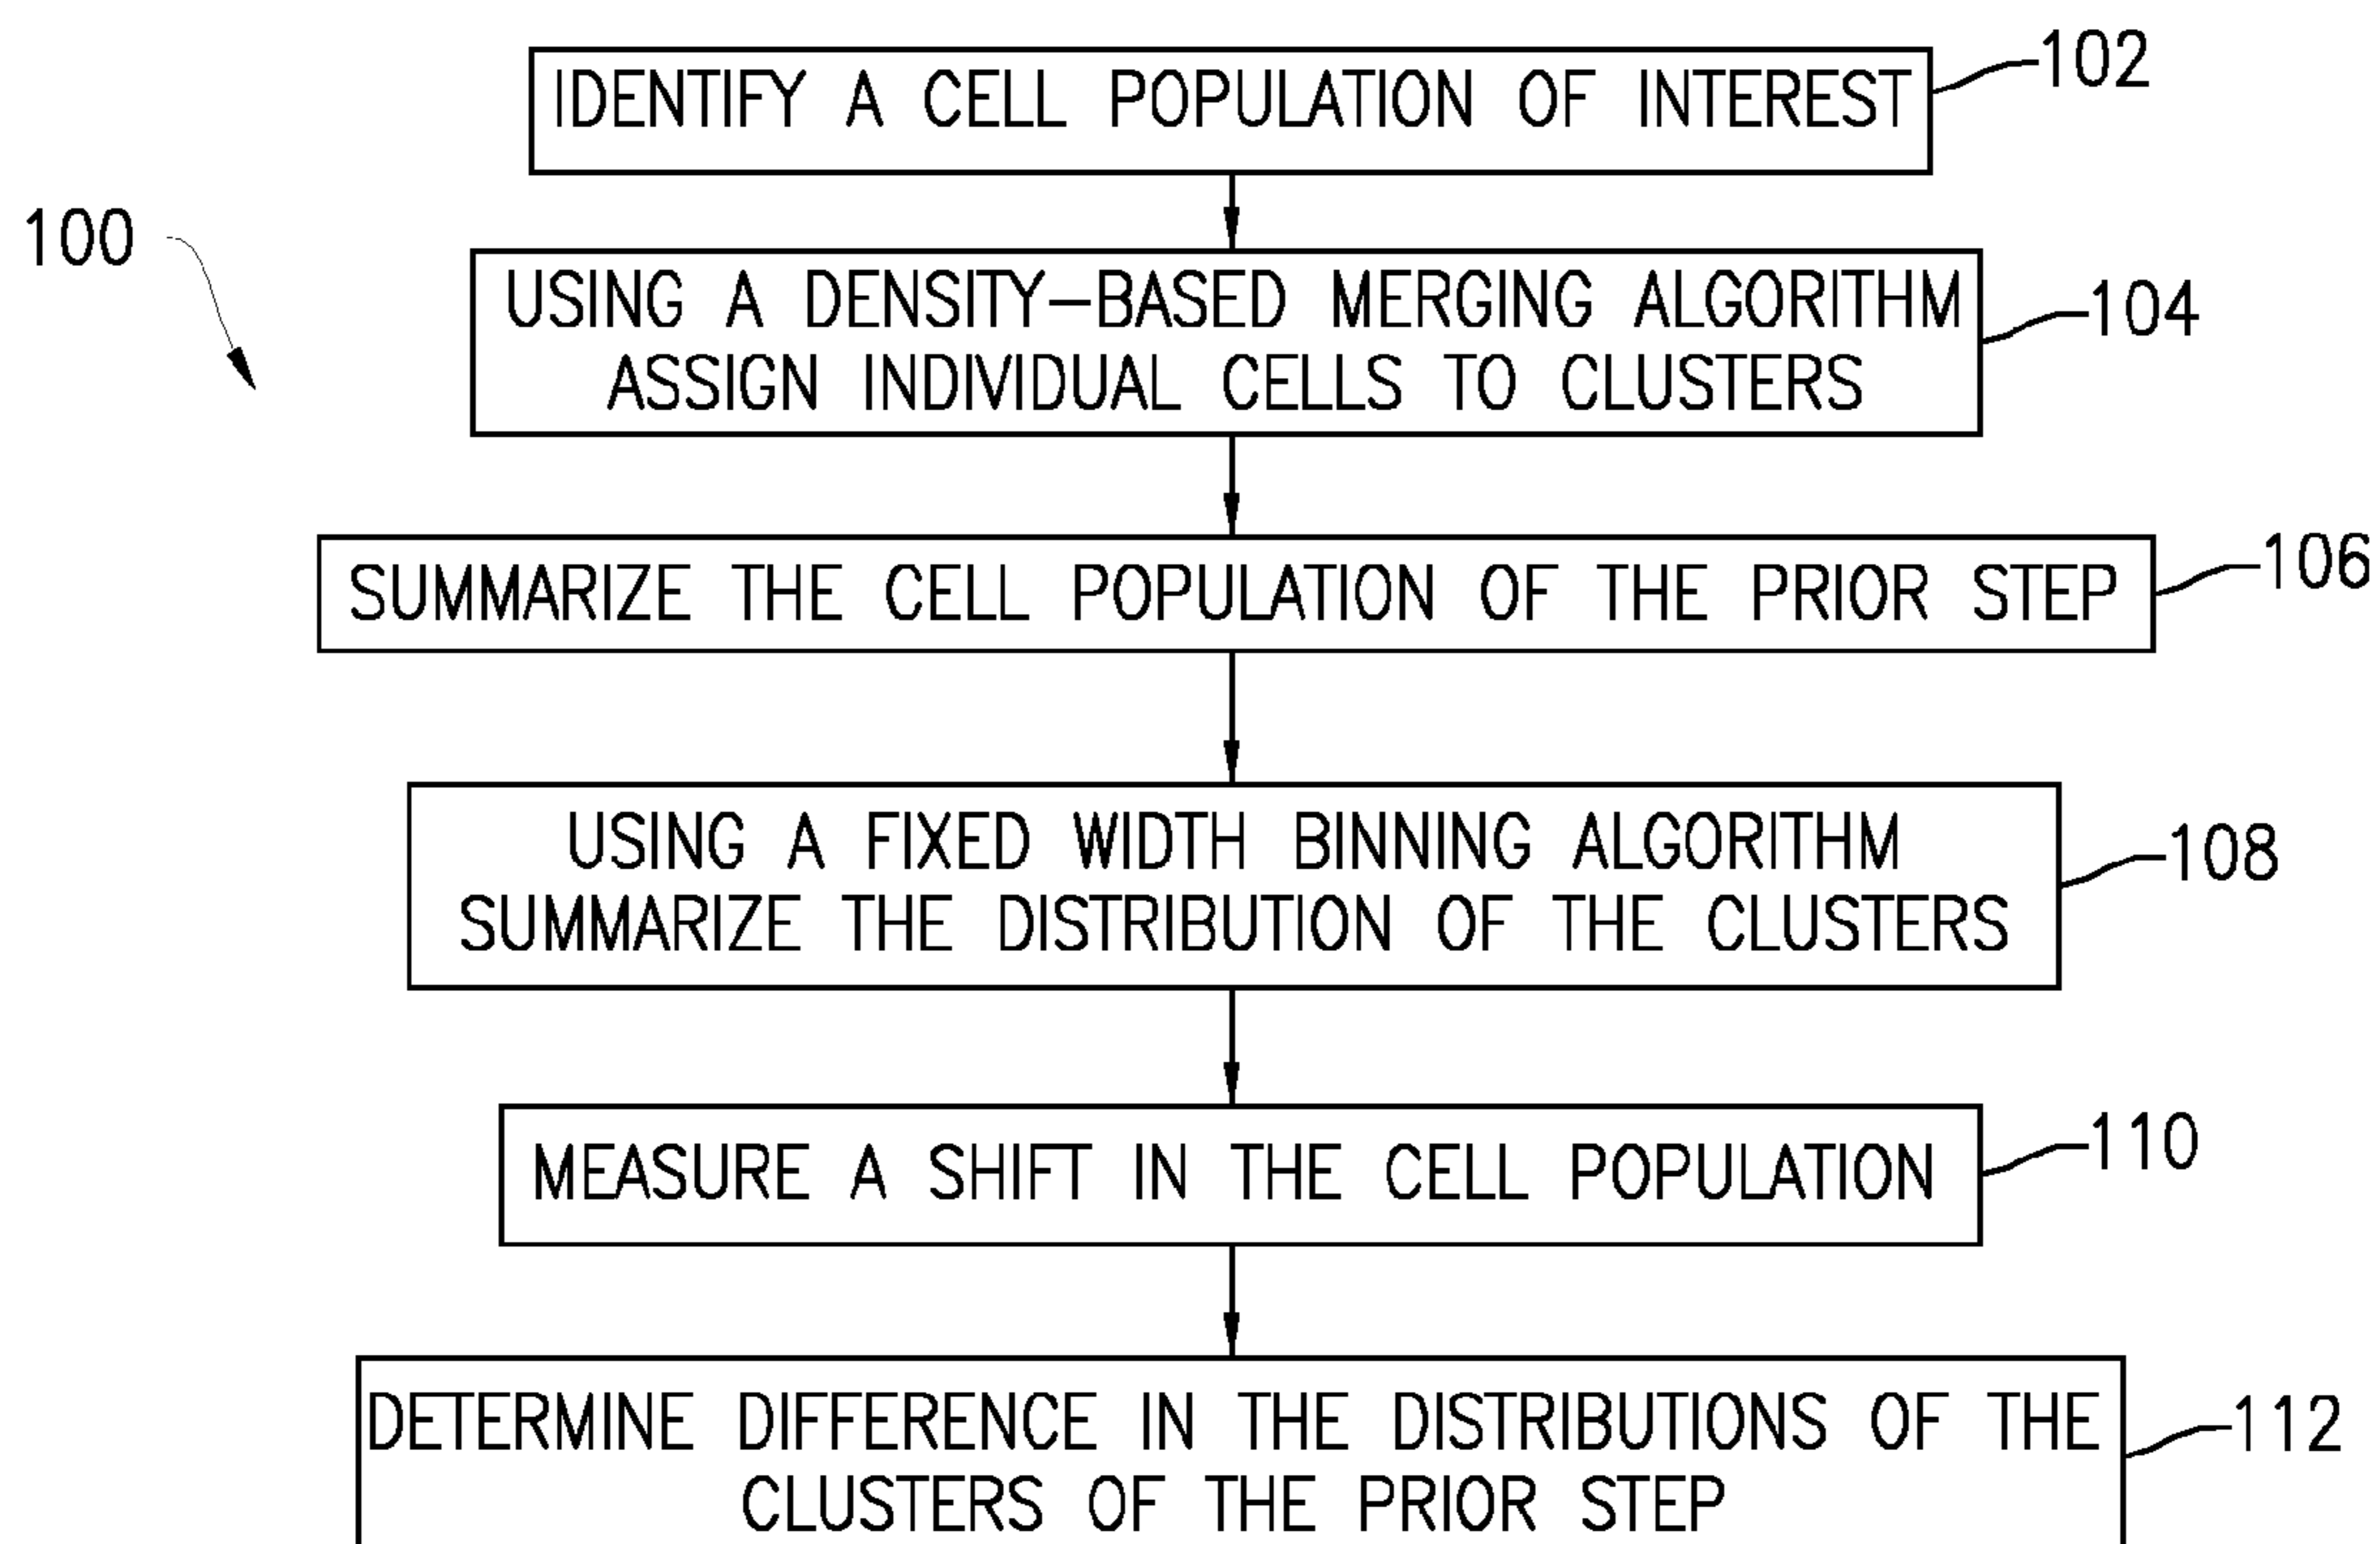 IDENTIFY A CELL POPULATION OF INTEREST
102
100
USING A DENSITY—BASED MERGING ALGORITHM
ASSIGN INDIVIDUAL CELLS TO CLUSTERS
104
SUMMARIZE THE CELL POPULATION OF THE PRIOR STEP
106
USING A FIXED WIDTH BINNING ALGORITHM
SUMMARIZE THE DISTRIBUTION OF THE CLUSTERS
108
MEASURE A SHIFT IN THE CELL POPULATION
110
DETERMINE DIFFERENCE IN THE DISTRIBUTIONS OF THE
CLUSTERS OF THE PRIOR STEP
112